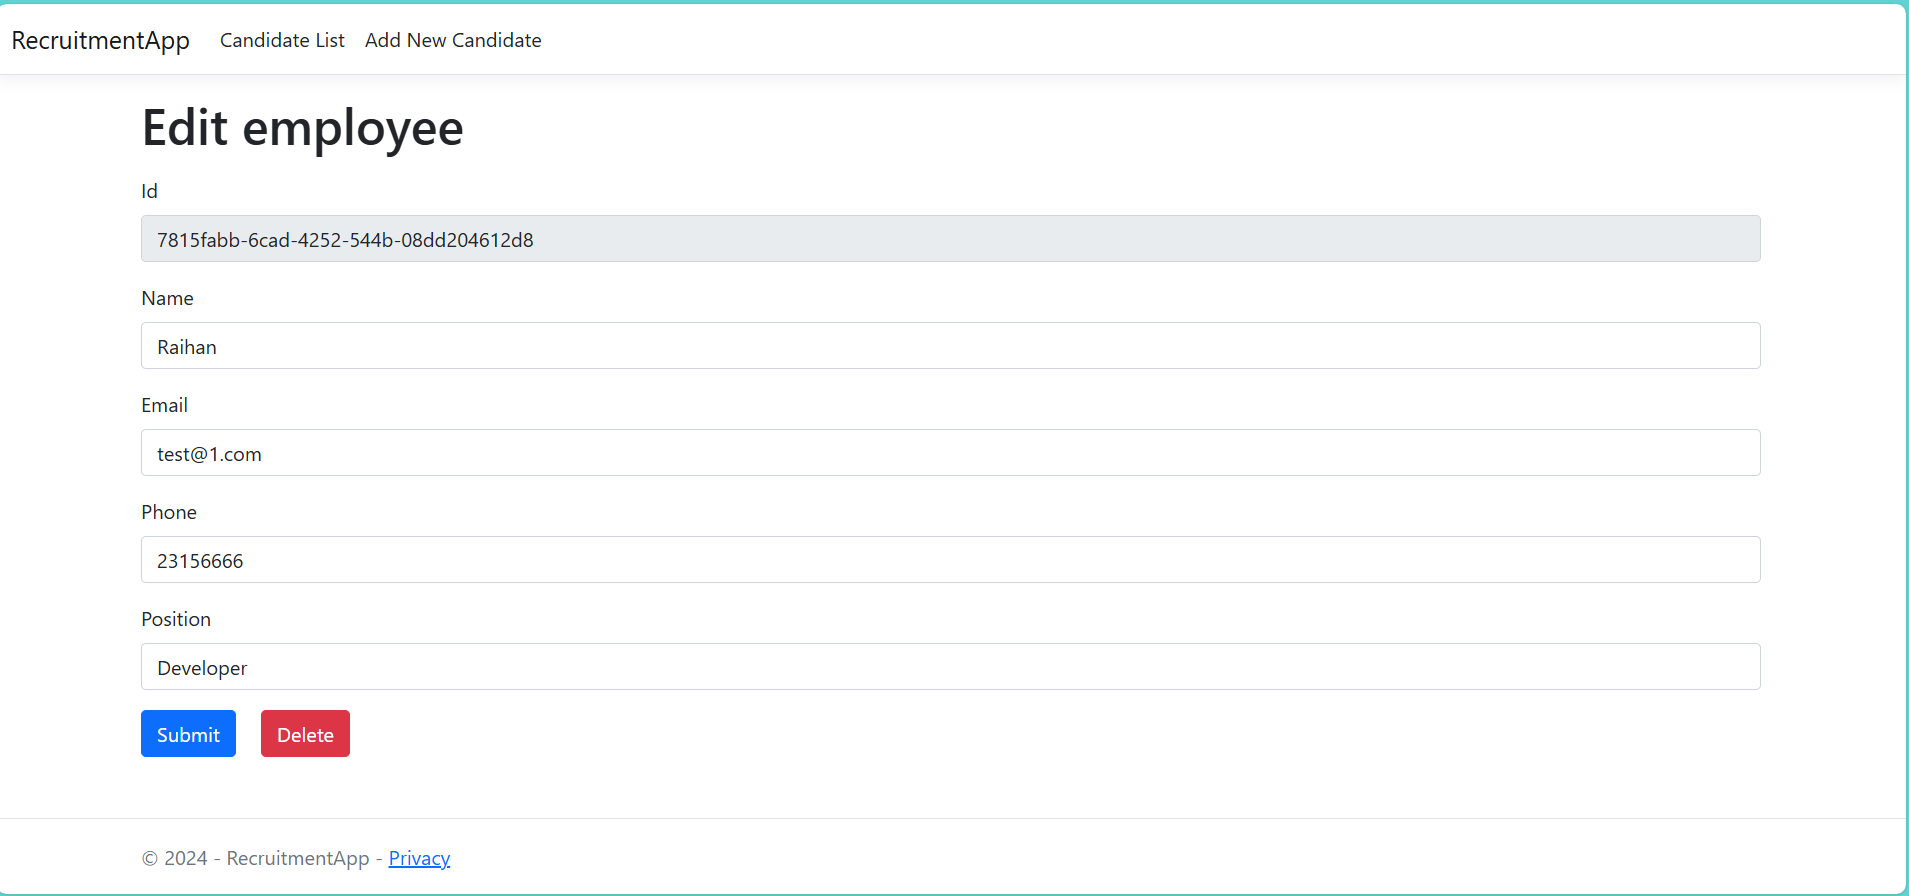 RecruitmentApp Candidate List Add New Candidate
Edit employee
Id
7815fabb-6cad-4252-544b-08dd204612d8
Name
Raihan
Email
test@1.com
Phone
23156666
Position
Developer
Submit Delete
© 2024 - RecruitmentApp - Privacy